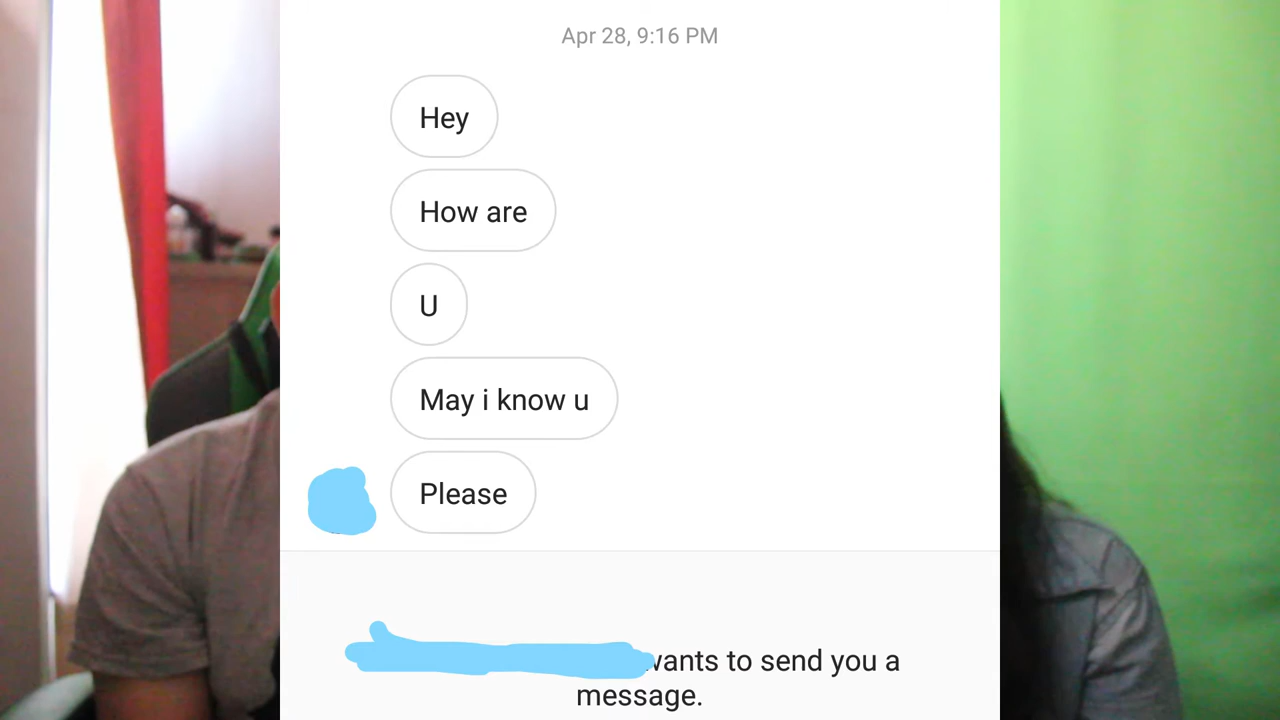 Apr 28, 9:16 PM
Hey
How are
U
May i know u
Please
wants to send you a
message.